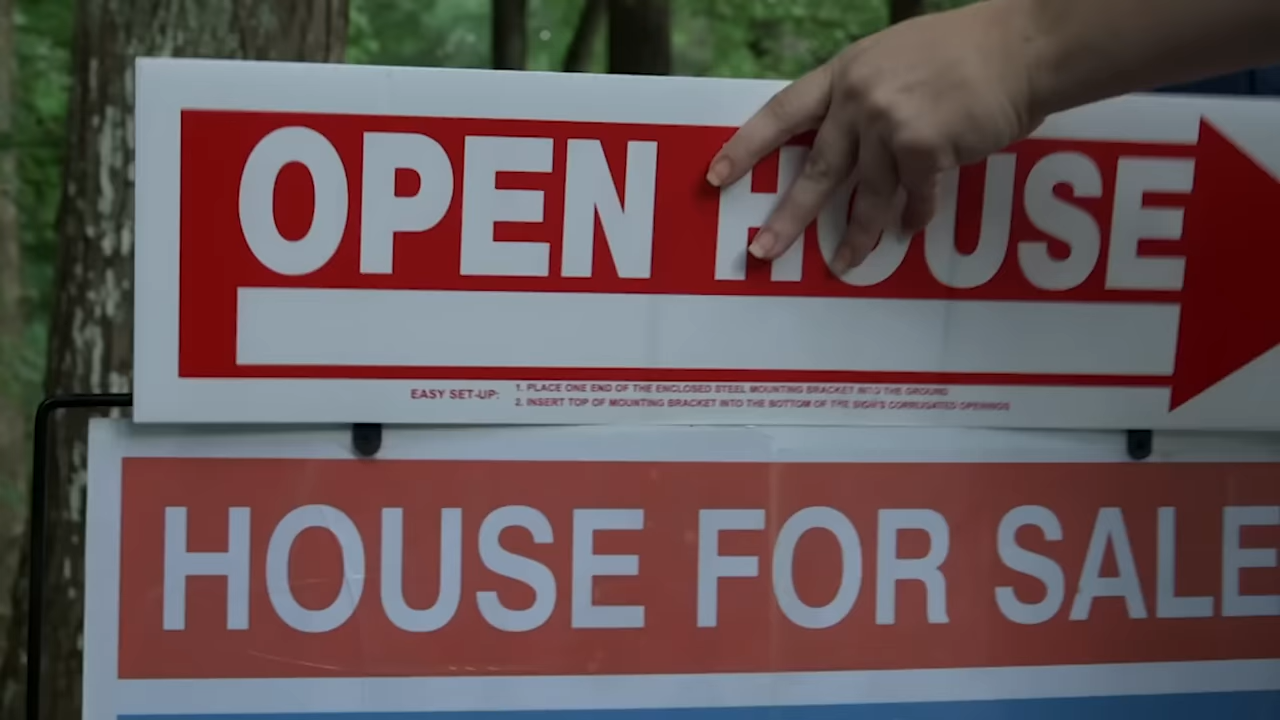 OPEN HOUSE
EASY SET-UP:
1. PLACE ONE END OF THE ENCLOSED STEEL MOUNTING BRACKET INTO THE GROUND
2. INSERT TOP OF MOUNTING BRACKET INTO THE BOTTOM OF THE SIGN'S CORRUGATED OPENINGS
HOUSE FOR SALE